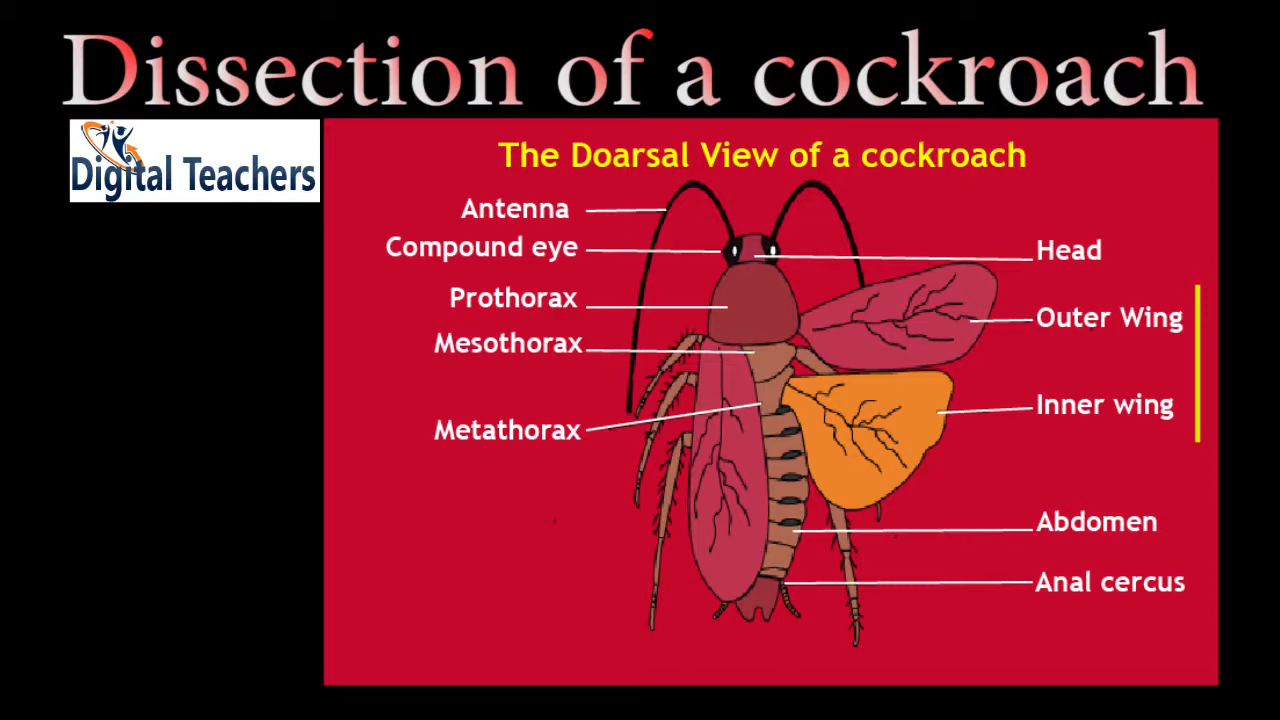 Dissection of a cockroach
Digital Teachers
The Doarsal View of a cockroach
Antenna
Compound eye
Prothorax
Mesothorax
Metathorax
Head
Outer Wing
Inner wing
Abdomen
Anal cercus